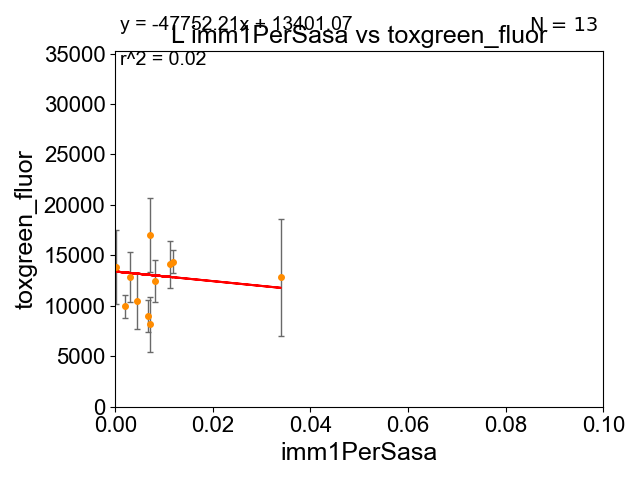 y = -47752.21x + 13401.07
N = 13
L imm1PerSasa vs toxgreen_fluor
r^2 = 0.02
35000
30000
25000
20000
15000
10000
5000
0
toxgreen_fluor
0.00 0.02 0.04 0.06 0.08 0.10
imm1PerSasa